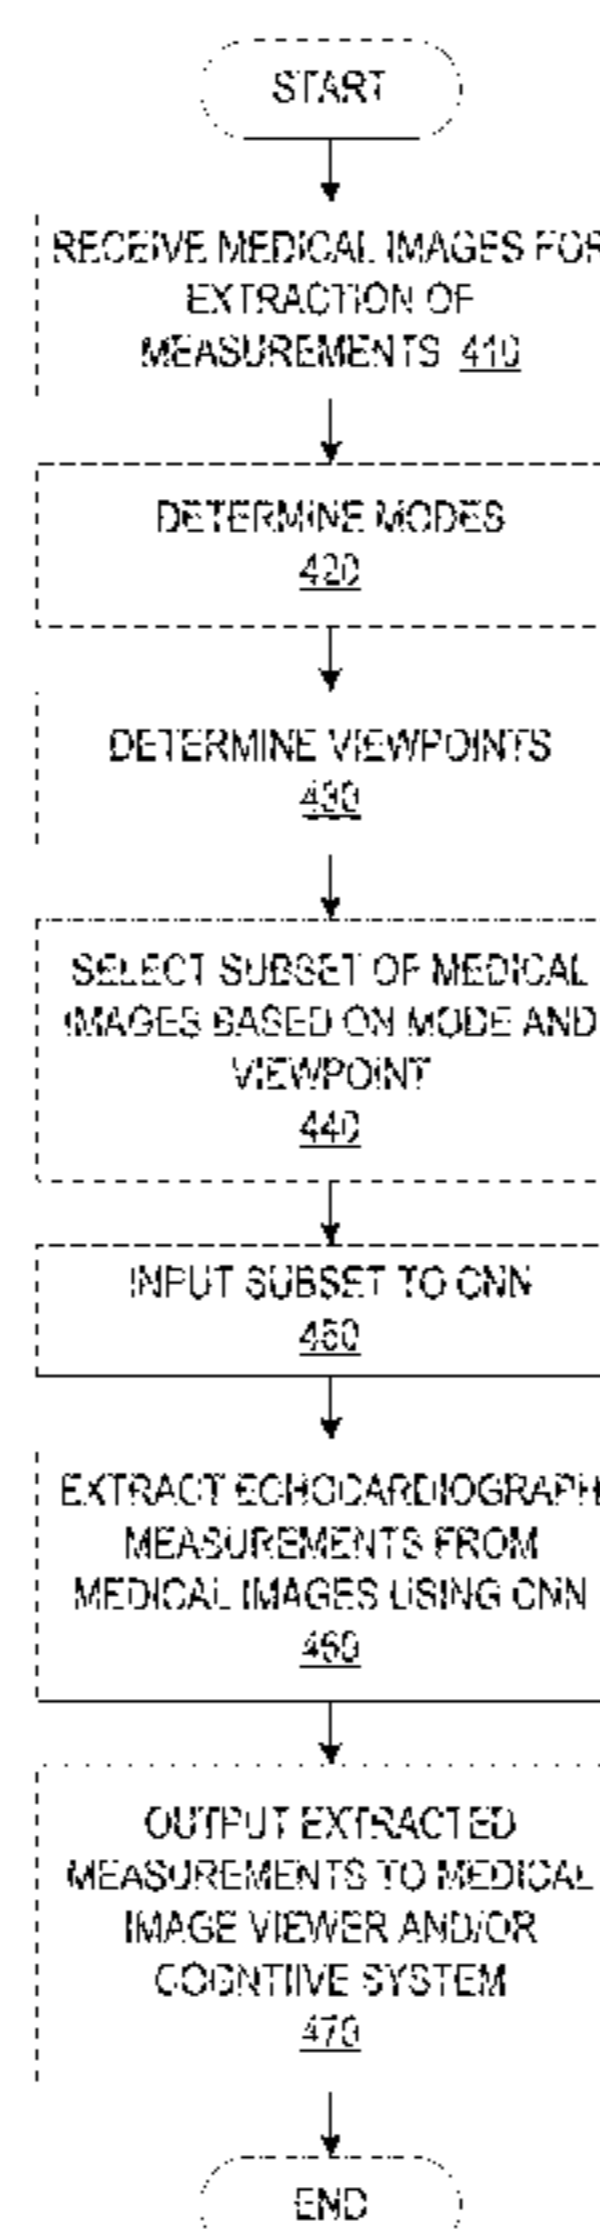 START
RECEIVE MEDICAL IMAGES FOR
EXTRACTION OF
MEASUREMENTS 410
DETERMINE MODES
420
DETERMINE VIEWPOINTS
430
SELECT SUBSET OF MEDICAL
IMAGES BASED ON MODE AND
VIEWPOINT
440
INPUT SUBSET TO CNN
450
EXTRACT ECHOCARDIOGRAPH
MEASUREMENTS FROM
MEDICAL IMAGES USING CNN
460
OUTPUT EXTRACTED
MEASUREMENTS TO MEDICAL
IMAGE VIEWER AND/OR
COGNTIIVE SYSTEM
470
END